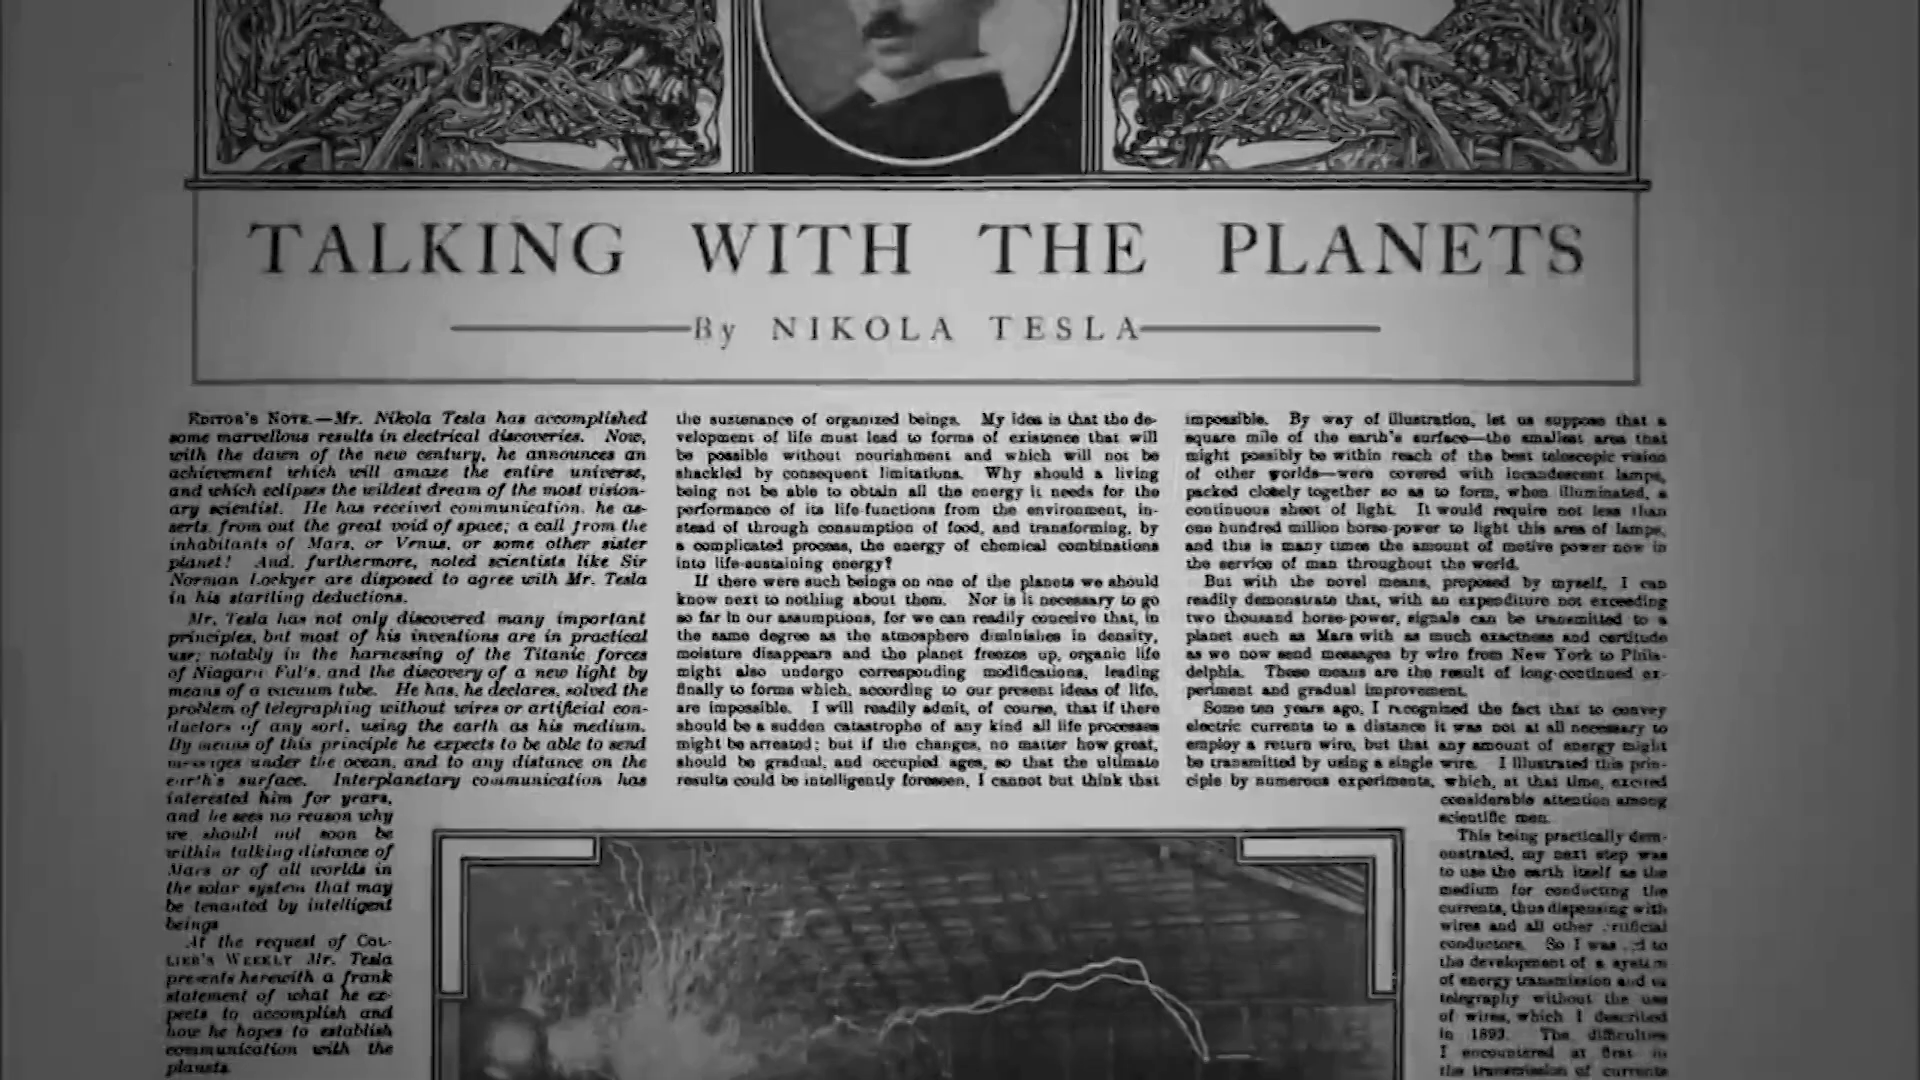 TALKING WITH THE PLANETS
By NIKOLA TESLA
EDITOR'S NOTE.—Mr. Nikola Tesla has accomplished
some marvellous results in electrical discoveries. Now,
with the dawn of the new century, he announces an
achievement which will amaze the entire universe,
and which eclipses the wildest dream of the most vision-
ary scientist. He has received communication, he as-
serts, from out the great void of space; a call from the
inhabitants of Mars, or Venus, or some other sister
planet! And, furthermore, noted scientists like Sir
Norman Lockyer are disposed to agree with Mr. Tesla
in his startling deductions.
Mr. Tesla has not only discovered many important
principles, but most of his inventions are in practical
use; notably in the harnessing of the Titanic forces
of Niagara Falls, and the discovery of a new light by
means of a vacuum tube. He has, he declares, solved the
problem of telegraphing without wires or artificial con-
ductors of any sort, using the earth as his medium.
By means of this principle he expects to be able to send
messages under the ocean, and to any distance on the
earth's surface. Interplanetary communication has
interested him for years,
and he sees no reason why
we should not soon be
within talking distance of
Mars or of all worlds in
the solar system that may
be tenanted by intelligent
beings
At the request of COL-
LIER'S WEEKLY Mr. Tesla
presents herewith a frank
statement of what he ex-
pects to accomplish and
how he hopes to establish
communication with the
planets
the sustenance of organized beings. My idea is that the de-
velopment of life must lead to forms of existence that will
be possible without nourishment and which will not be
shackled by consequent limitations. Why should a living
being not be able to obtain all the energy it needs for the
performance of its life-functions from the environment, in-
stead of through consumption of food, and transforming, by
a complicated process, the energy of chemical combinations
into life-sustaining energy?
If there were such beings on one of the planets we should
know next to nothing about them. Nor is it necessary to go
so far in our assumptions, for we can readily conceive that, in
the same degree as the atmosphere diminishes in density,
moisture disappears and the planet freezes up, organic life
might also undergo corresponding modifications, leading
finally to forms which, according to our present ideas of life,
are impossible. I will readily admit, of course, that if there
should be a sudden catastrophe of any kind all life processes
might be arrested; but if the changes, no matter how great,
should be gradual, and occupied ages, so that the ultimate
results could be intelligently foreseen, I cannot but think that
impossible. By way of illustration, let us suppose that a
square mile of the earth's surface—the smallest area that
might possibly be within reach of the best telescopic vision
of other worlds—were covered with incandescent lamps,
packed closely together so as to form, when illuminated, a
continuous sheet of light. It would require not less than
one hundred million horse-power to light this area of lamps,
and this is many times the amount of motive power now in
the service of man throughout the world.
But with the novel means, proposed by myself, I can
readily demonstrate that, with an expenditure not exceeding
two thousand horse-power, signals can be transmitted to a
planet such as Mars with as much exactness and certitude
as we now send messages by wire from New York to Phila-
delphia. These means are the result of long-continued ex-
periment and gradual improvement.
Some ten years ago, I recognized the fact that to convey
electric currents to a distance it was not at all necessary to
employ a return wire, but that any amount of energy might
be transmitted by using a single wire. I illustrated this prin-
ciple by numerous experiments, which, at that time, excited
considerable attention among
scientific men.
This being practically dem-
onstrated, my next step was
to use the earth itself as the
medium for conducting the
currents, thus dispensing with
wires and all other artificial
conductors. So I was to
the development of a system
of energy transmission and
telegraphy without the use
of wires, which I described
in 1893. The difficulties
I encountered at first in
the transmission of currents